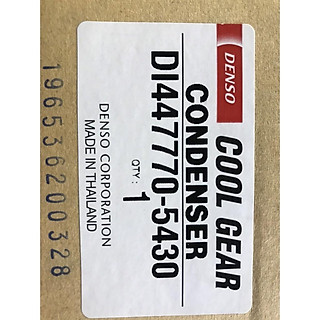 DENSO
COOL GEAR
CONDENSER
DI447770-5430
QTY : 1
DENSO CORPORATION
MADE IN THAILAND
196536200328